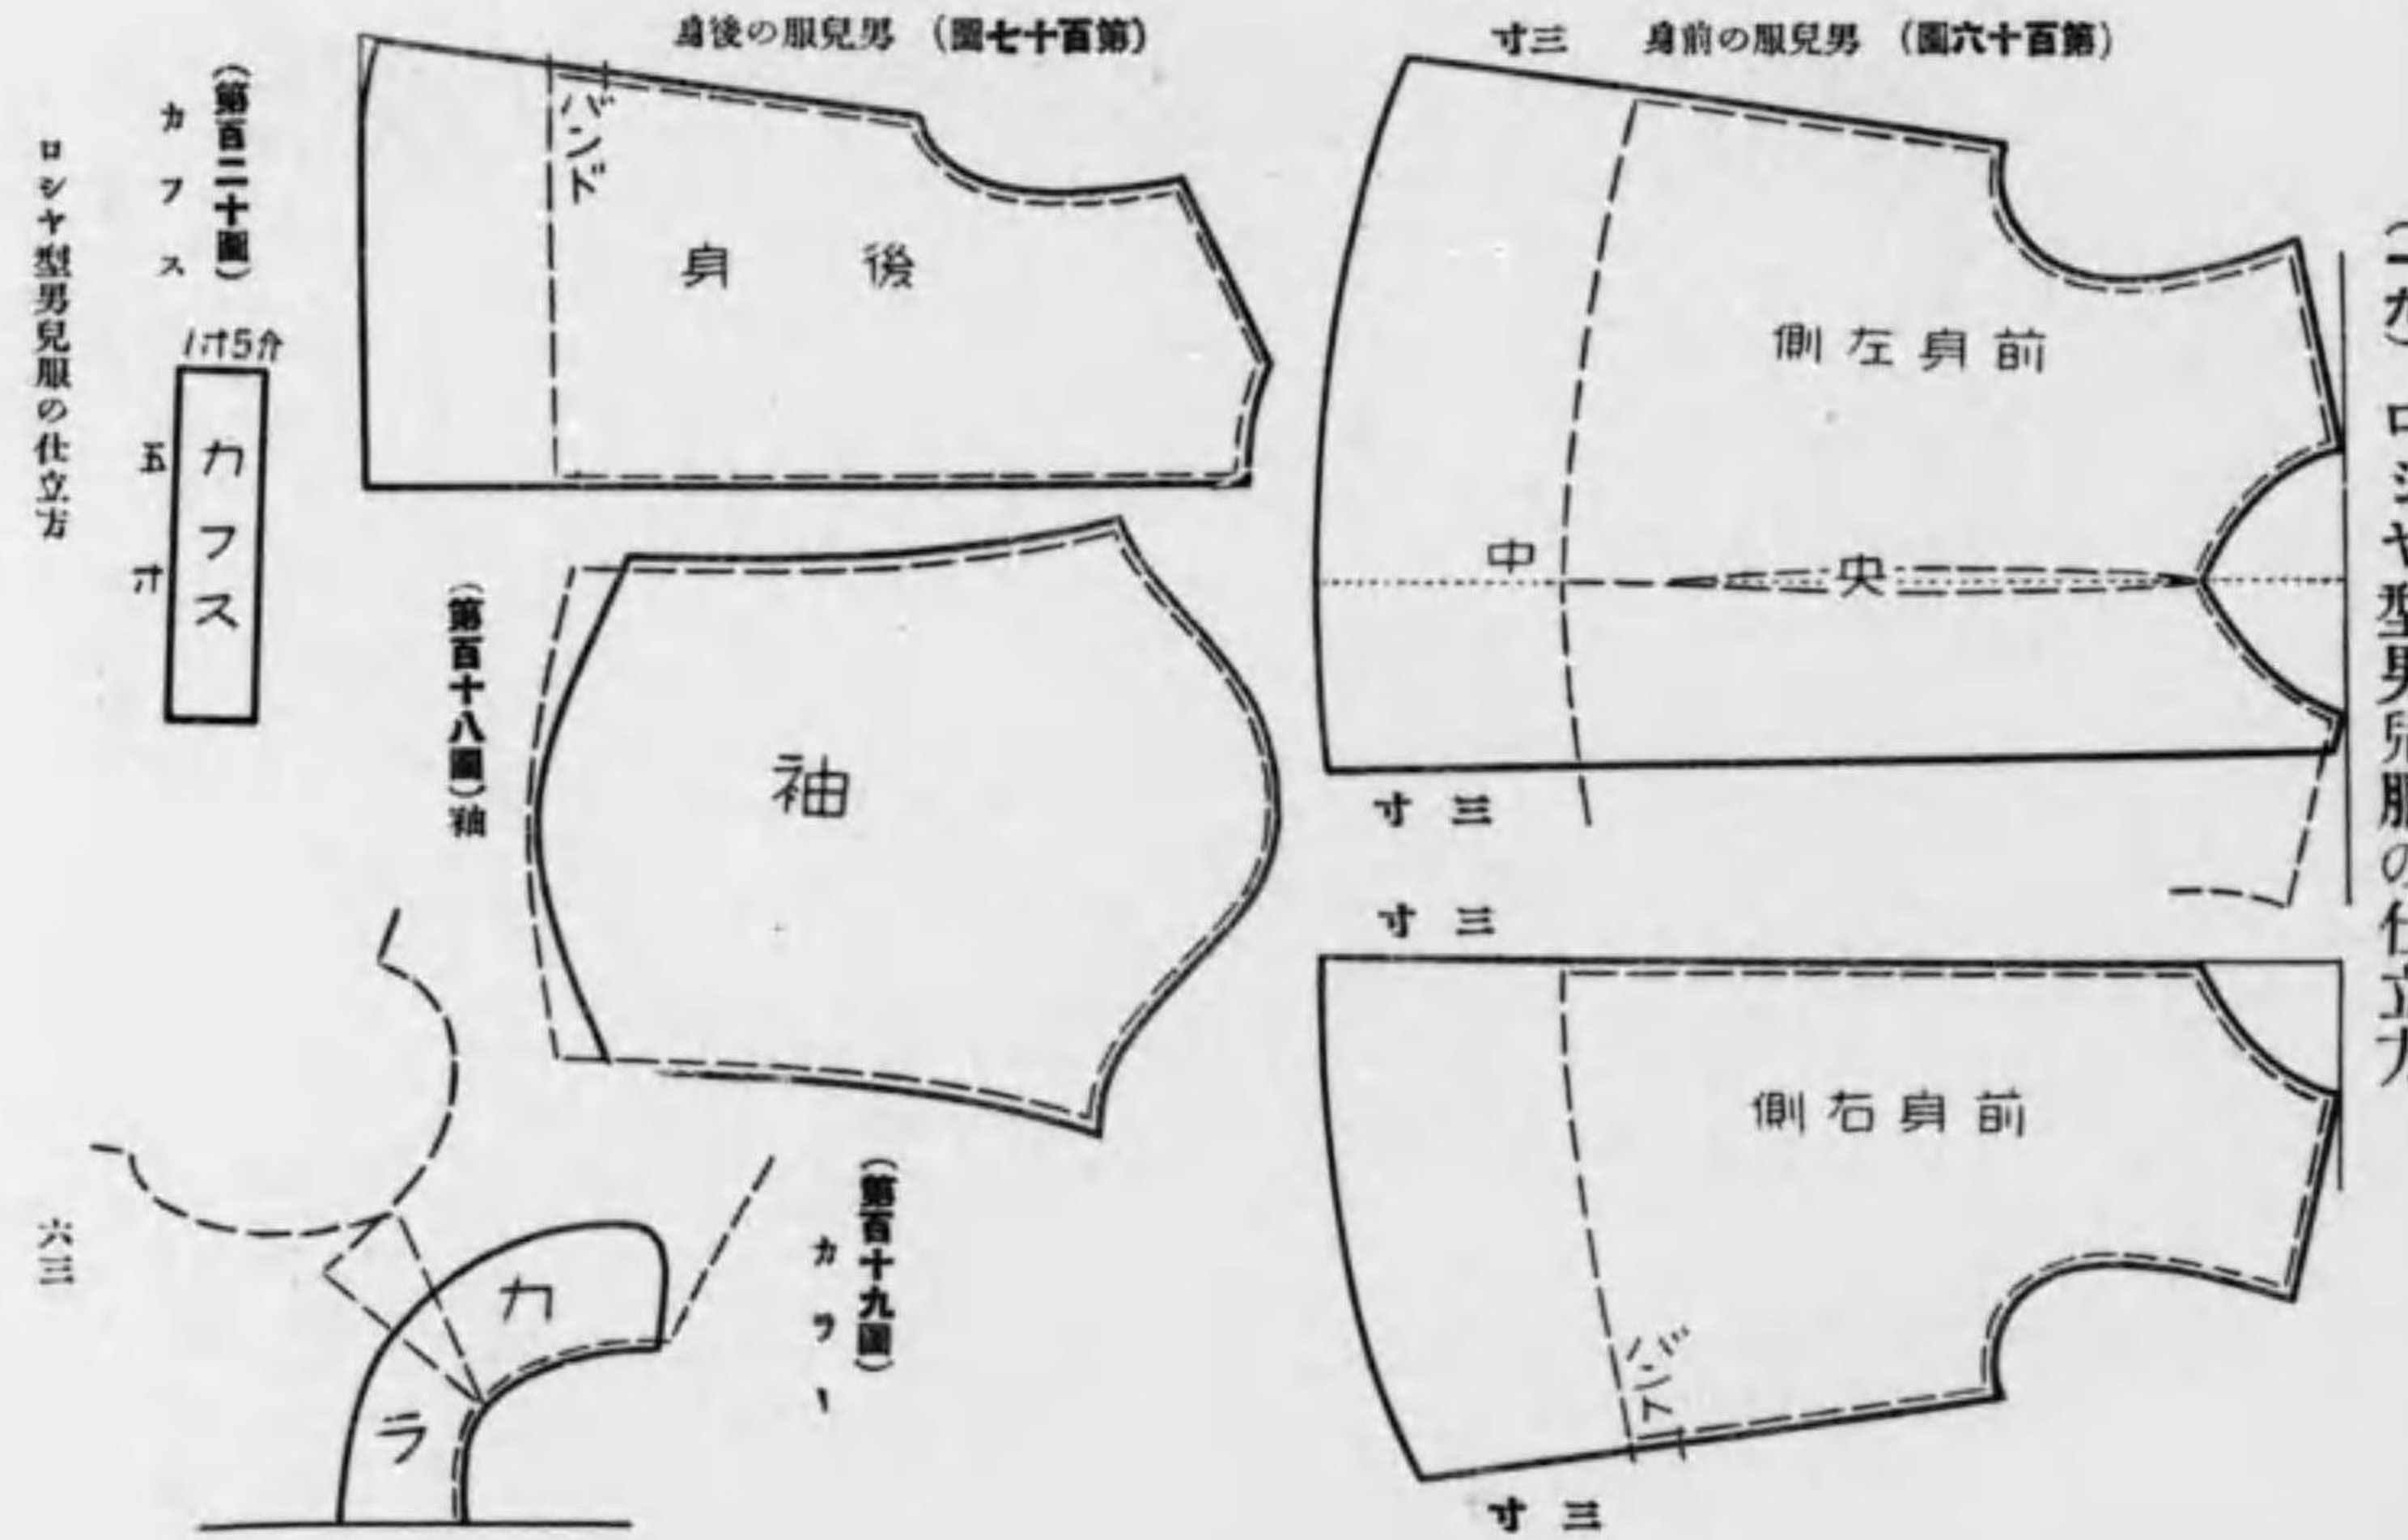 ロシヤ型男兒服の仕立方
(第百十六圖) 男兒服の前身
三寸
前身左側
中央
三寸
三寸
前身右側
バンド
三寸
(第百十七圖) 男兒服の後身
バンド
後身
(第百十八圖) 袖
袖
(第百十九圖)
カラー
カラ
(第百二十圖)
カフス
1寸5分
カフス
五寸
ロシヤ型男兒服の仕立方
六三